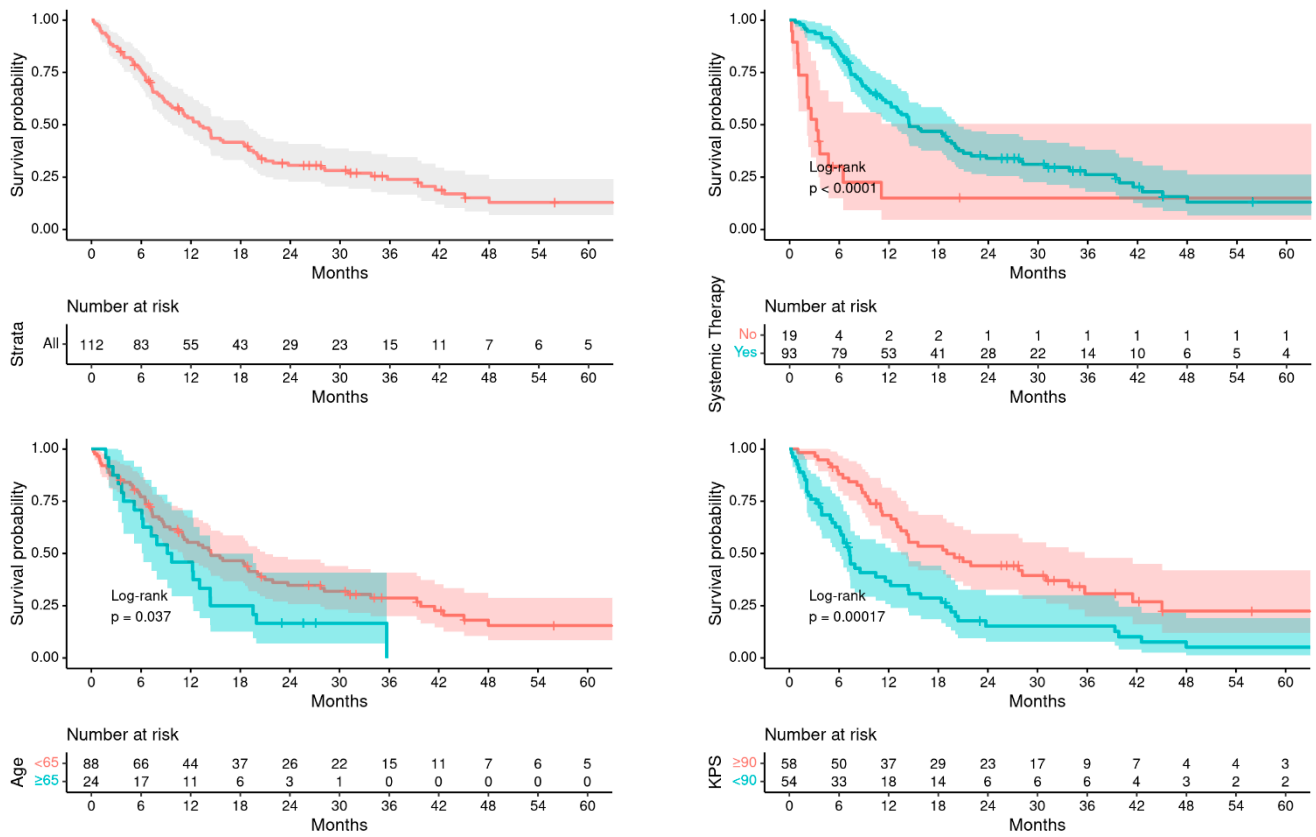 1.00
0.75
0.50
0.25
0.00
Survival probability
0 6 12 18 24 30 36 42 48 54 60
Months
Number at risk
Strata
All 112 83 55 43 29 23 15 11 7 6 5
0 6 12 18 24 30 36 42 48 54 60
Months
1.00
0.75
0.50
0.25
0.00
Survival probability
Log-rank
p < 0.0001
0 6 12 18 24 30 36 42 48 54 60
Months
Number at risk
Systemic Therapy
No 19 4 2 2 1 1 1 1 1 1 1
Yes 93 79 53 41 28 22 14 10 6 5 4
0 6 12 18 24 30 36 42 48 54 60
Months
1.00
0.75
0.50
0.25
0.00
Survival probability
Log-rank
p = 0.037
0 6 12 18 24 30 36 42 48 54 60
Months
Number at risk
Age
<65 88 66 44 37 26 22 15 11 7 6 5
≥65 24 17 11 6 3 1 0 0 0 0 0
0 6 12 18 24 30 36 42 48 54 60
Months
1.00
0.75
0.50
0.25
0.00
Survival probability
Log-rank
p = 0.00017
0 6 12 18 24 30 36 42 48 54 60
Months
Number at risk
KPS
≥90 58 50 37 29 23 17 9 7 4 4 3
<90 54 33 18 14 6 6 6 4 3 2 2
0 6 12 18 24 30 36 42 48 54 60
Months